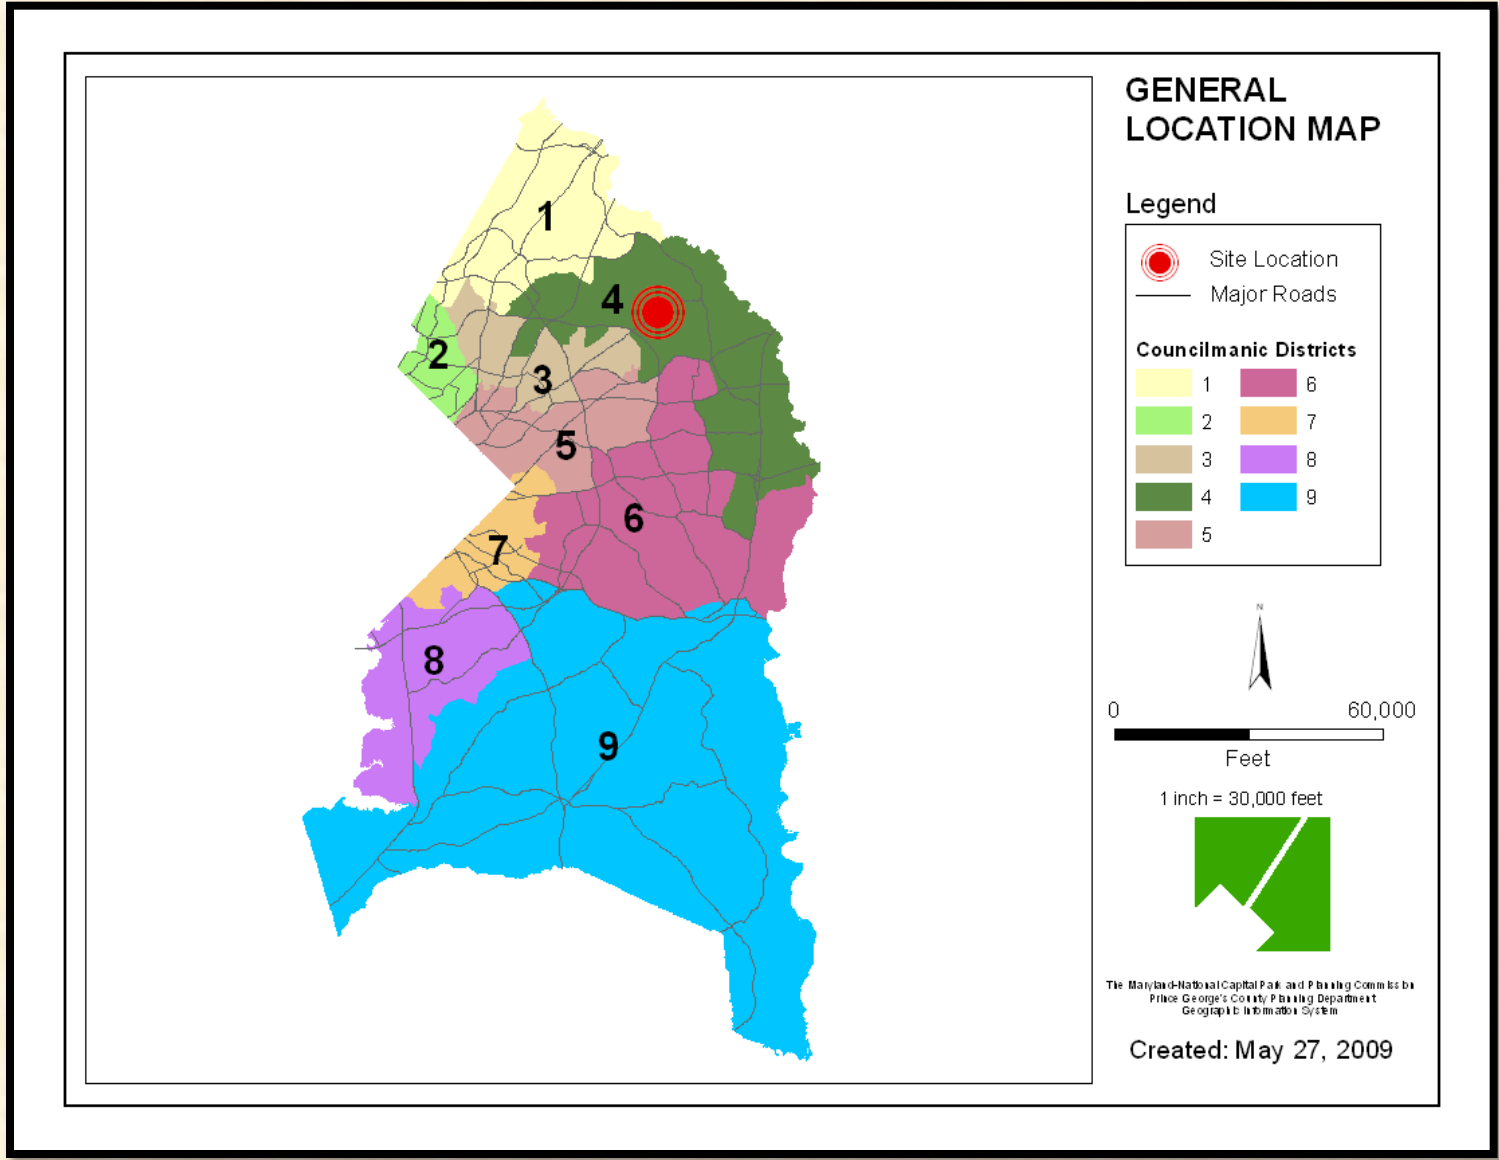 GENERAL
LOCATION MAP
Legend
Site Location
Major Roads
Councilmanic Districts
1 6
2 7
3 8
4 9
5
1
4
2
3
5
6
7
8
9
N
0 60,000
Feet
1 inch = 30,000 feet
The Maryland-National Capital Park and Planning Commission
Prince George's County Planning Department
Geographic Information System
Created: May 27, 2009